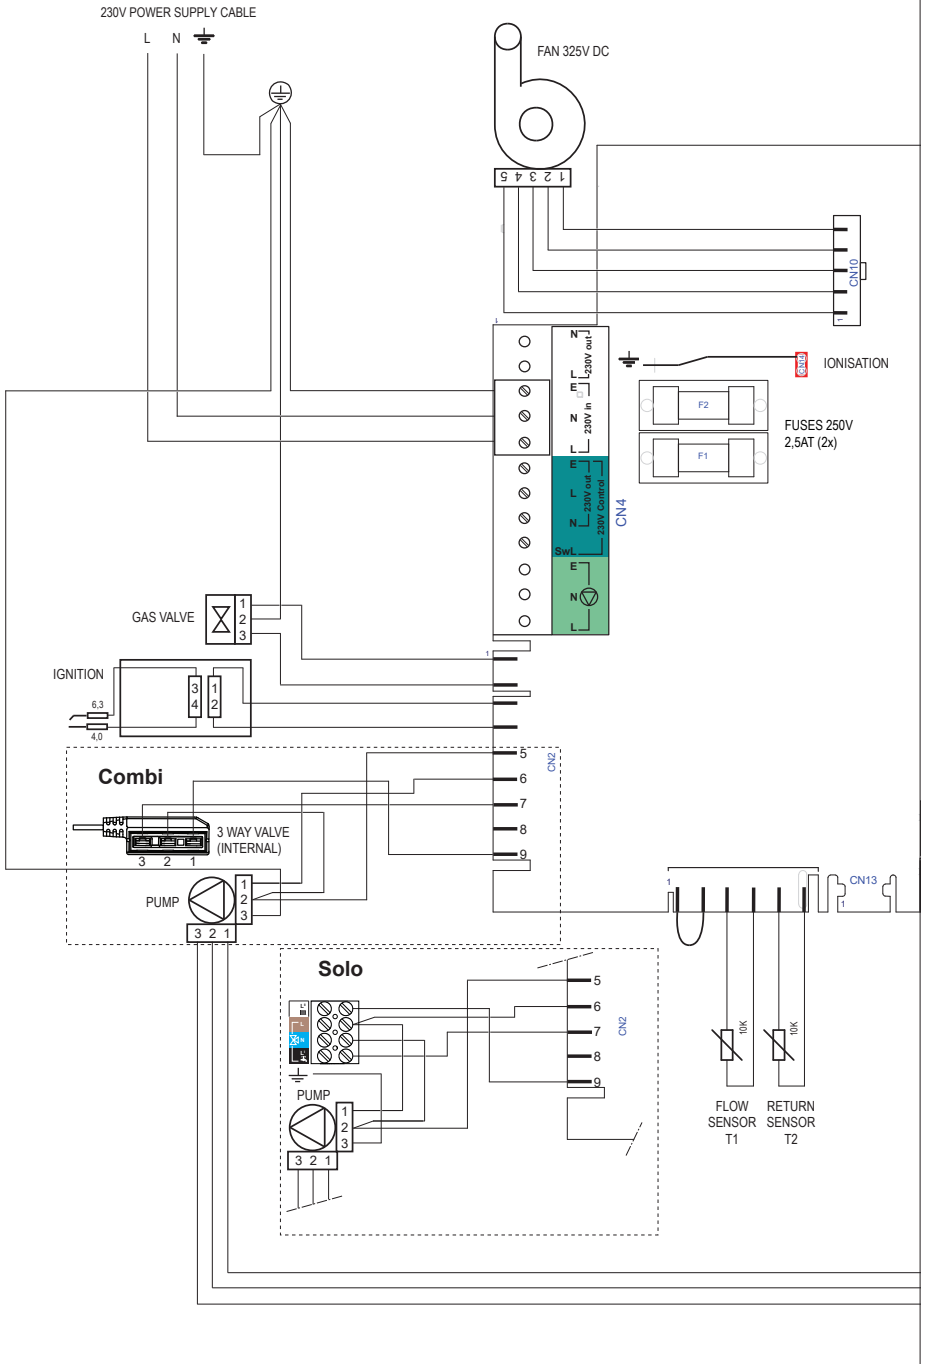 230V POWER SUPPLY CABLE
L N
FAN 325V DC
5 4 3 2 1
CN10
1
1
N
L
230V out
E
N
L
230V in
E
L
N
230V out
SwL
230V Control
E
N
L
CN4
CN14
IONISATION
F2
F1
FUSES 250V
2,5AT (2x)
GAS VALVE
1
2
3
1
IGNITION
6,3
4,0
3
4
1
2
Combi
5
6
7
8
9
CN2
3 WAY VALVE
(INTERNAL)
3 2 1
PUMP
1
2
3
3 2 1
1
CN13
1
10K
10K
FLOW
SENSOR
T1
RETURN
SENSOR
T2
Solo
5
6
7
8
9
CN2
L
N
PUMP
1
2
3
3 2 1